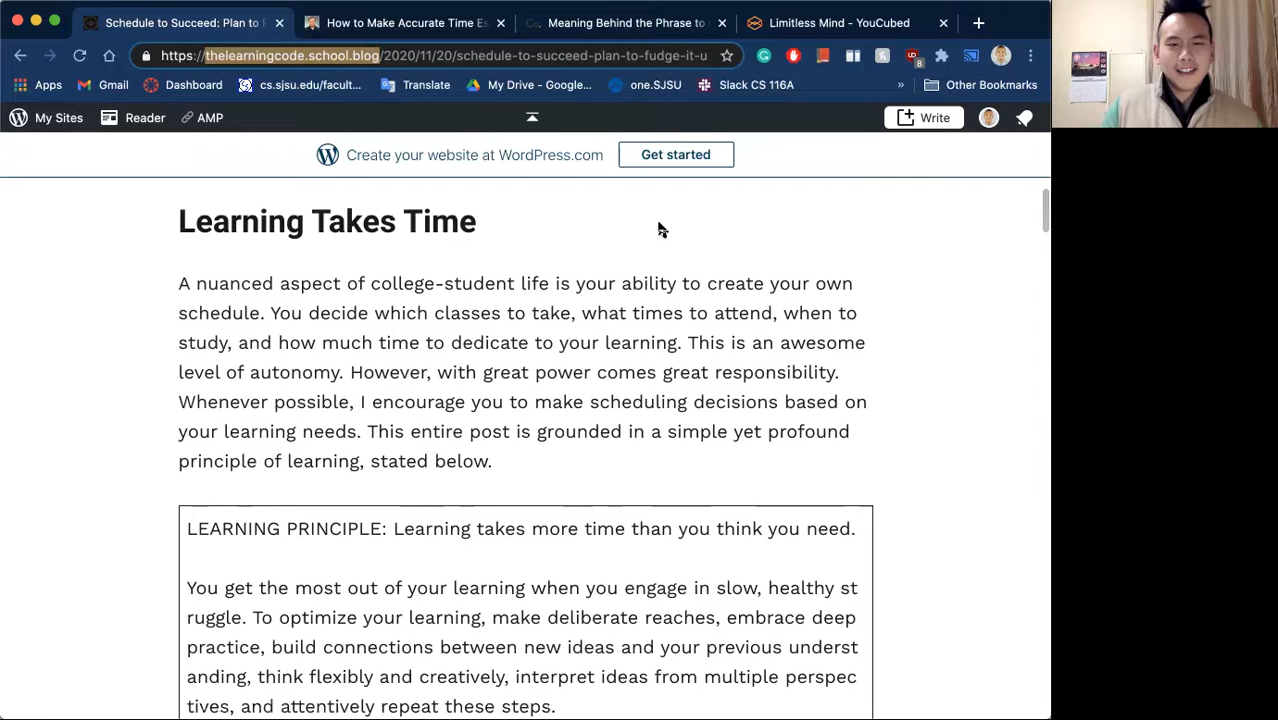 Schedule to Succeed: Plan to F
How to Make Accurate Time Es
Meaning Behind the Phrase to
Limitless Mind - YouCubed
https://thelearningcode.school.blog/2020/11/20/schedule-to-succeed-plan-to-fudge-it-u
8
Apps Gmail Dashboard cs.sjsu.edu/facult... Translate My Drive - Google... one.SJSU Slack CS 116A » Other Bookmarks
My Sites Reader AMP Write
Create your website at WordPress.com Get started
Learning Takes Time
A nuanced aspect of college-student life is your ability to create your own
schedule. You decide which classes to take, what times to attend, when to
study, and how much time to dedicate to your learning. This is an awesome
level of autonomy. However, with great power comes great responsibility.
Whenever possible, I encourage you to make scheduling decisions based on
your learning needs. This entire post is grounded in a simple yet profound
principle of learning, stated below.
LEARNING PRINCIPLE: Learning takes more time than you think you need.
You get the most out of your learning when you engage in slow, healthy st
ruggle. To optimize your learning, make deliberate reaches, embrace deep
practice, build connections between new ideas and your previous underst
anding, think flexibly and creatively, interpret ideas from multiple perspec
tives, and attentively repeat these steps.